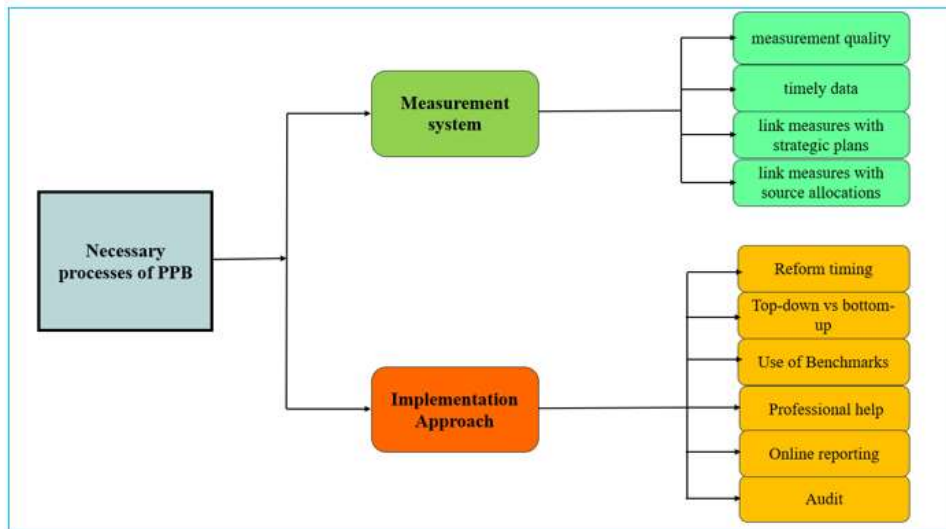 Necessary
processes of PPB
Measurement
system
measurement quality
timely data
link measures with
strategic plans
link measures with
source allocations
Implementation
Approach
Reform timing
Top-down vs bottom-
up
Use of Benchmarks
Professional help
Online reporting
Audit